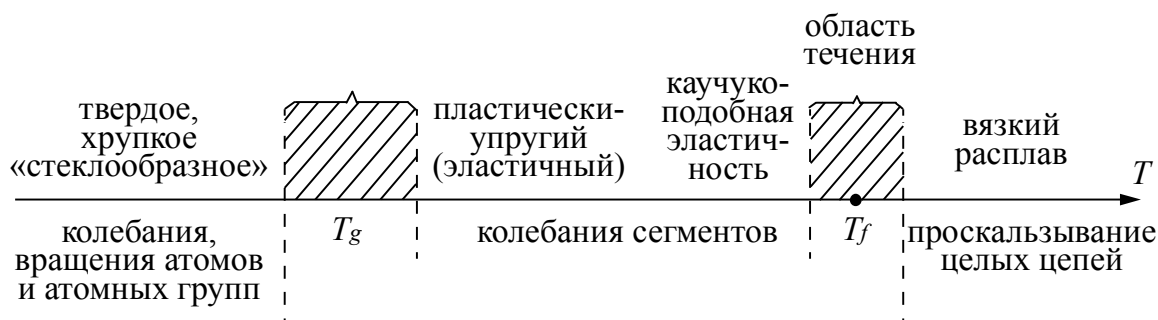 область
течения
твердое,
хрупкое
«стеклообразное»
пластически-
упругий
(эластичный)
каучуко-
подобная
эластич-
ность
вязкий
расплав
T
колебания,
вращения атомов
и атомных групп
Tg
колебания сегментов
Tf
проскальзывание
целых цепей